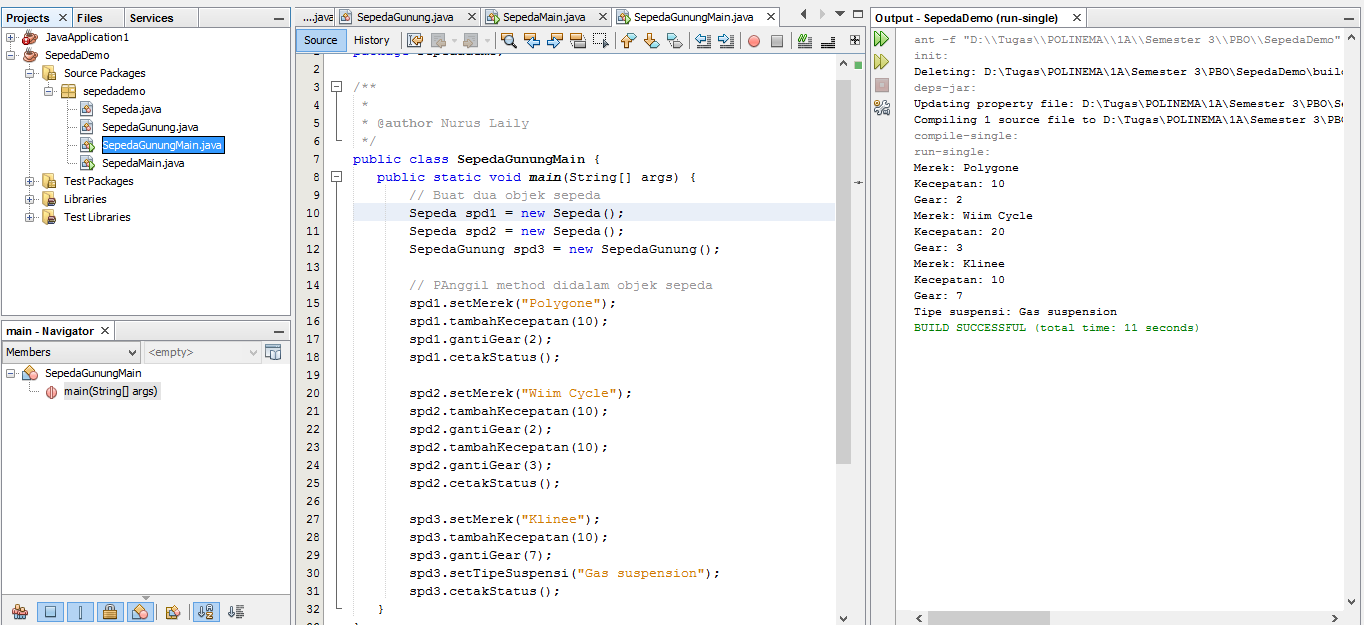 Projects
Files
Services
JavaApplication1
SepedaDemo
Source Packages
sepedademo
Sepeda.java
SepedaGunung.java
SepedaGunungMain.java
SepedaMain.java
Test Packages
Libraries
Test Libraries
main - Navigator
Members
<empty>
SepedaGunungMain
main(String[] args)
....java
SepedaGunung.java
SepedaMain.java
SepedaGunungMain.java
Source
History
2
3 /**
4 *
5 * @author Nurus Laily
6 */
7 public class SepedaGunungMain {
8 public static void main(String[] args) {
9 // Buat dua objek sepeda
10 Sepeda spd1 = new Sepeda();
11 Sepeda spd2 = new Sepeda();
12 SepedaGunung spd3 = new SepedaGunung();
13
14 // PAnggil method didalam objek sepeda
15 spd1.setMerek("Polygone");
16 spd1.tambahKecepatan(10);
17 spd1.gantiGear(2);
18 spd1.cetakStatus();
19
20 spd2.setMerek("Wiim Cycle");
21 spd2.tambahKecepatan(10);
22 spd2.gantiGear(2);
23 spd2.tambahKecepatan(10);
24 spd2.gantiGear(3);
25 spd2.cetakStatus();
26
27 spd3.setMerek("Klinee");
28 spd3.tambahKecepatan(10);
29 spd3.gantiGear(7);
30 spd3.setTipeSuspensi("Gas suspension");
31 spd3.cetakStatus();
32 }
Output - SepedaDemo (run-single)
ant -f "D:\\Tugas\\POLINEMA\\1A\\Semester 3\\PBO\\SepedaDemo"
init:
Deleting: D:\Tugas\POLINEMA\1A\Semester 3\PBO\SepedaDemo\buil
deps-jar:
Updating property file: D:\Tugas\POLINEMA\1A\Semester 3\PBO\Se
Compiling 1 source file to D:\Tugas\POLINEMA\1A\Semester 3\PBO
compile-single:
run-single:
Merek: Polygone
Kecepatan: 10
Gear: 2
Merek: Wiim Cycle
Kecepatan: 20
Gear: 3
Merek: Klinee
Kecepatan: 10
Gear: 7
Tipe suspensi: Gas suspension
BUILD SUCCESSFUL (total time: 11 seconds)